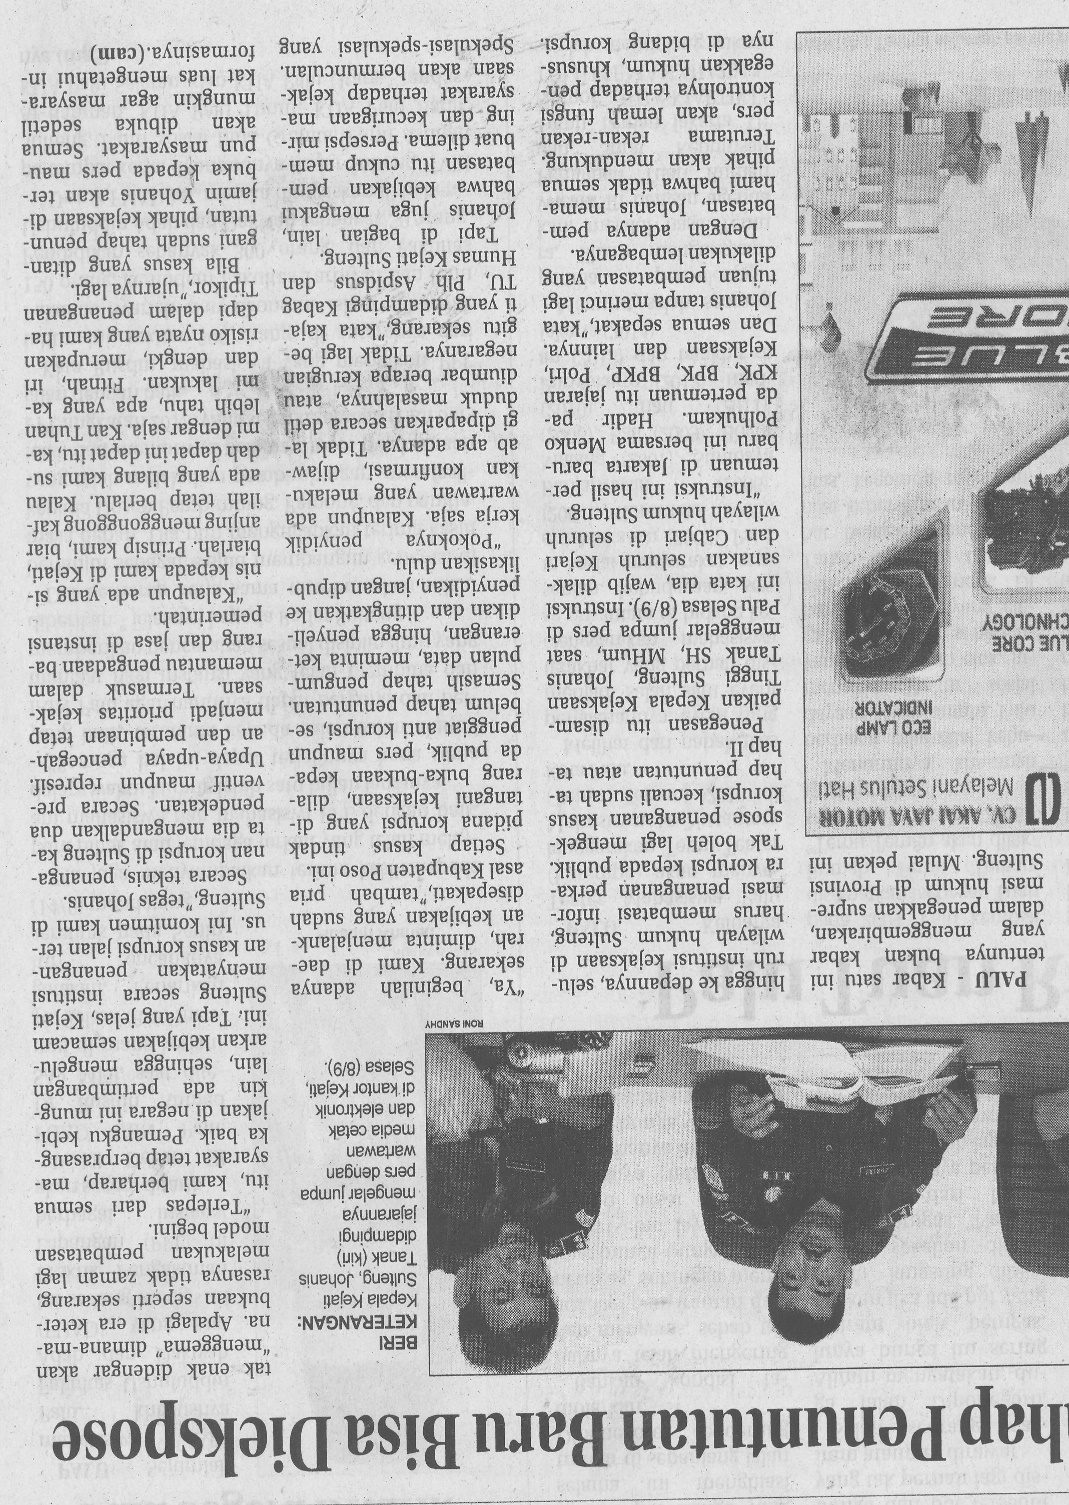 hap Penuntutan Baru Bisa Diekspose
BERI
KETERANGAN:
Kepala Kejati
Sulteng, Johanis
Tanak (kiri)
didampingi
jajarannya
mengelar jumpa
pers dengan
wartawan
media cetak
dan elektronik
di kantor Kejati,
Selasa (8/9).
RONI SANDHY
PALU - Kabar satu ini
tentunya bukan kabar
yang menggembirakan,
dalam penegakkan supre-
masi hukum di Provinsi
Sulteng. Mulai pekan ini
hingga ke depannya, selu-
ruh institusi kejaksaan di
wilayah hukum Sulteng,
harus membatasi infor-
masi penanganan perka-
ra korupsi kepada publik.
Tak boleh lagi mengek-
spose penanganan kasus
korupsi, kecuali sudah ta-
hap penuntutan atau ta-
hap II.
Penegasan itu disam-
paikan Kepala Kejaksaan
Tinggi Sulteng, Johanis
Tanak SH, MHum, saat
menggelar jumpa pers di
Palu Selasa (8/9). Instruksi
ini kata dia, wajib dilak-
sanakan seluruh Kejari
dan Cabjari di seluruh
wilayah hukum Sulteng.
"Instruksi ini hasil per-
temuan di Jakarta baru-
baru ini bersama Menko
Polhukam. Hadir pa-
da pertemuan itu jajaran
KPK, BPK, BPKP, Polri,
Kejaksaan dan lainnya.
Dan semua sepakat,"kata
Johanis tanpa merinci lagi
tujuan pembatasan yang
dilakukan lembaganya.
Dengan adanya pem-
batasan, Johanis mema-
hami bahwa tidak semua
pihak akan mendukung.
Terutama rekan-rekan
pers, akan lemah fungsi
kontrolnya terhadap pen-
egakkan hukum, khusus-
nya di bidang korupsi.
"Ya, beginilah adanya
sekarang. Kami di dae-
rah, diminta menjalank-
an kebijakan yang sudah
disepakati,"tambah pria
asal Kabupaten Poso ini.
Setiap kasus tindak
pidana korupsi yang di-
tangani kejaksaan, dila-
rang buka-bukaan kepa-
da publik, pers maupun
penggiat anti korupsi, se-
belum tahap penuntutan.
Semasih tahap pengum-
pulan data, meminta ket-
erangan, hingga penyeli-
dikan dan ditingkatkan ke
penyidikan, jangan dipub-
likasikan dulu.
"Pokoknya penyidik
kerja saja. Kalaupun ada
wartawan yang melaku-
kan konfirmasi, dijaw-
ab apa adanya. Tidak la-
gi dipaparkan secara detil
duduk masalahnya, atau
diumbar berapa kerugian
negaranya. Tidak lagi be-
gitu sekarang,"kata kaja-
ti yang didampingi Kabag
TU, Plh Aspidsus dan
Humas Kejati Sulteng.
Tapi di bagian lain,
Johanis juga mengakui
bahwa kebijakan pem-
batasan itu cukup mem-
buat dilema. Persepsi mir-
ing dan kecurigaan ma-
syarakat terhadap kejak-
saan akan bermunculan.
Spekulasi-spekulasi yang
tak enak didengar akan
"menggema" dimana-ma-
na. Apalagi di era keter-
bukaan seperti sekarang,
rasanya tidak zaman lagi
melakukan pembatasan
model begini.
"Terlepas dari semua
itu, kami berharap, ma-
syarakat tetap berprasang-
ka baik. Pemangku kebi-
jakan di negara ini mung-
kin ada pertimbangan
lain, sehingga mengelu-
arkan kebijakan semacam
ini. Tapi yang jelas, Kejati
Sulteng secara institusi
menyatakan penangan-
an kasus korupsi jalan ter-
us. Ini komitmen kami di
Sulteng,"tegas Johanis.
Secara teknis, penanga-
nan korupsi di Sulteng ka-
ta dia mengandalkan dua
pendekatan. Secara pre-
ventif maupun represif.
Upaya-upaya pencegah-
an dan pembinaan tetap
menjadi prioritas kejak-
saan. Termasuk dalam
memantau pengadaan ba-
rang dan jasa di instansi
pemerintah.
"Kalaupun ada yang si-
nis kepada kami di Kejati,
biarlah. Prinsip kami, biar
anjing menggonggong kaf-
ilah tetap berlalu. Kalau
ada yang bilang kami su-
dah dapat ini dapat itu, ka-
mi dengar saja. Kan Tuhan
lebih tahu, apa yang ka-
mi lakukan. Fitnah, iri
dan dengki, merupakan
risiko nyata yang kami ha-
dapi dalam penanganan
Tipikor,"ujarnya lagi.
Bila kasus yang ditan-
gani sudah tahap penun-
tutan, pihak kejaksaan di-
jamin Yohanis akan ter-
buka kepada pers mau-
pun masyarakat. Semua
akan dibuka sedetil
mungkin agar masyara-
kat luas mengetahui in-
formasinya.(cam)
CV. AKAI JAYA MOTOR
Melayani Setulus Hati
ECO LAMP
INDICATOR
LUE CORE
CHNOLOGY
BLUE
CORE